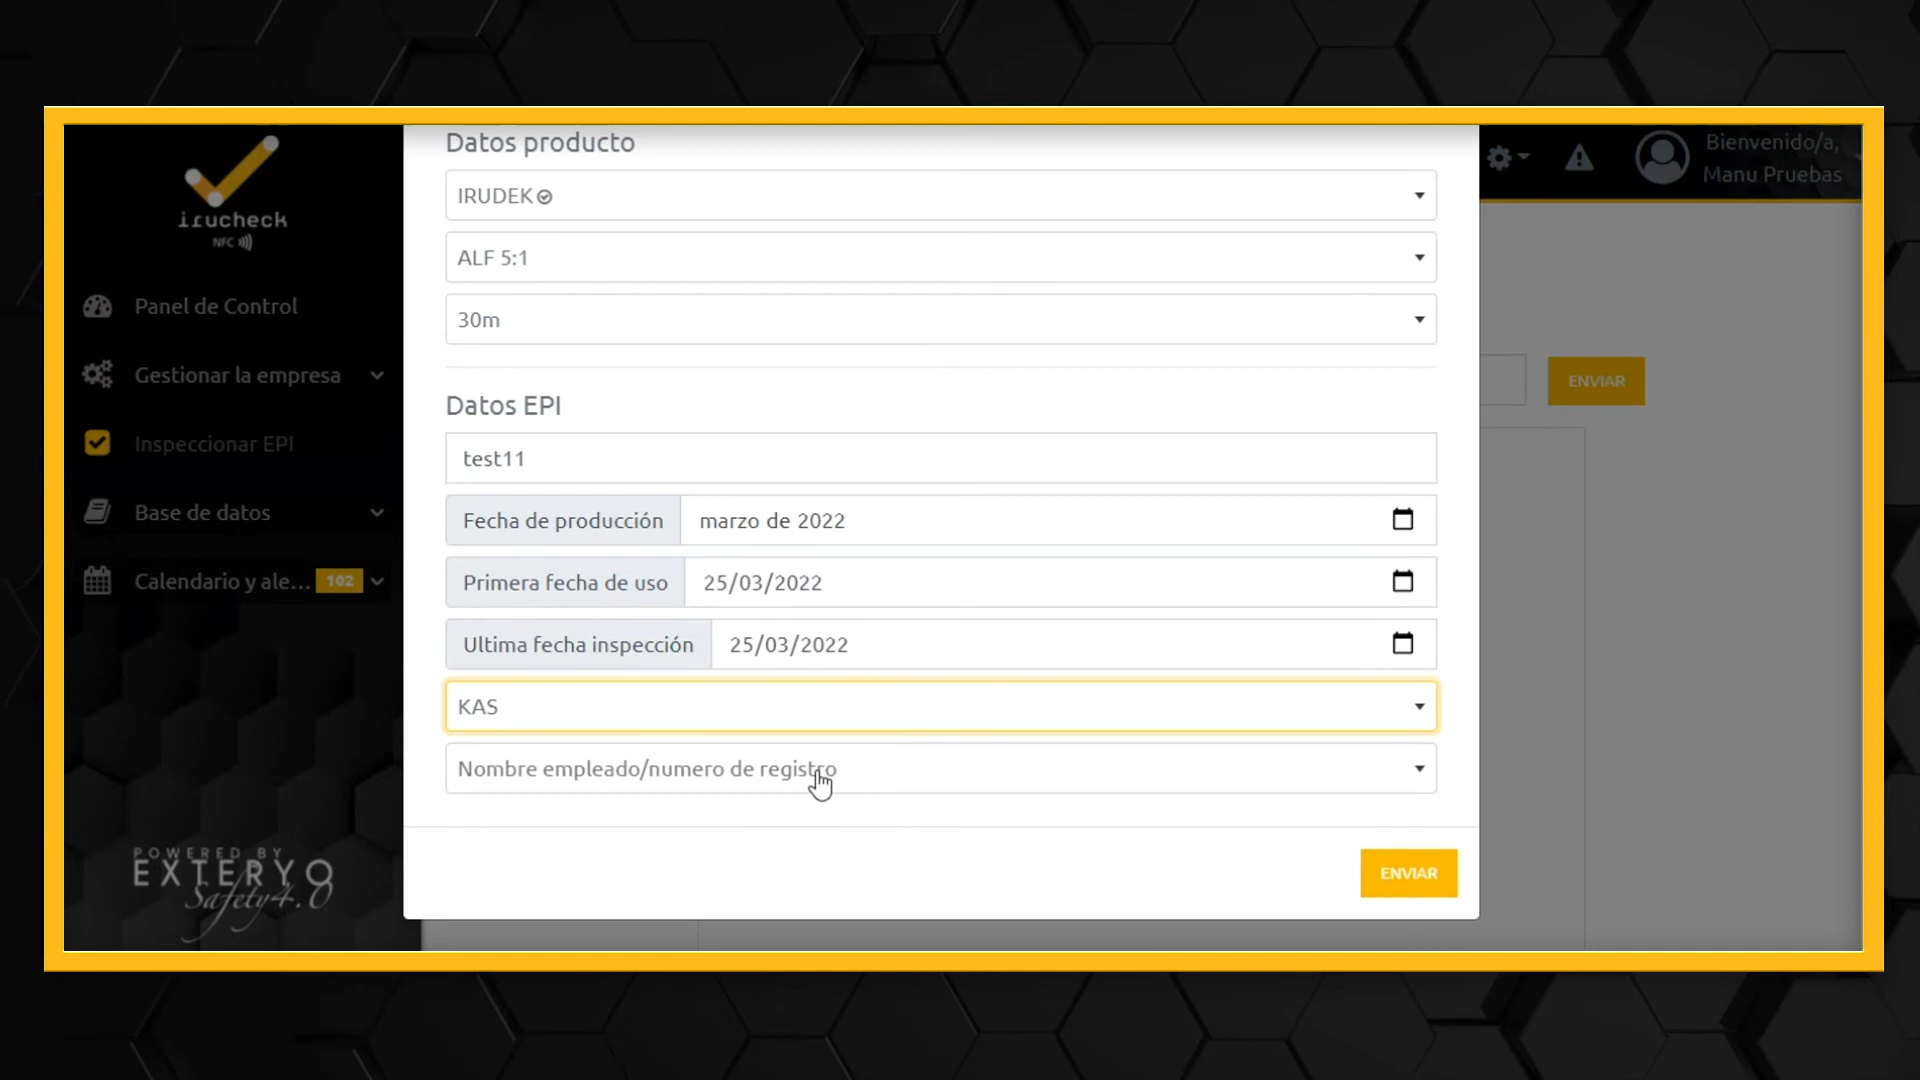 irucheck
NFC
Panel de Control
Gestionar la empresa
Inspeccionar EPI
Base de datos
Calendario y ale... 102
POWERED BY
EXTERYO
Safety4.0
Datos producto
IRUDEK
ALF 5:1
30m
Datos EPI
test11
Fecha de producción marzo de 2022
Primera fecha de uso 25/03/2022
Ultima fecha inspección 25/03/2022
KAS
Nombre empleado/numero de registro
ENVIAR
Bienvenido/a,
Manu Pruebas
ENVIAR